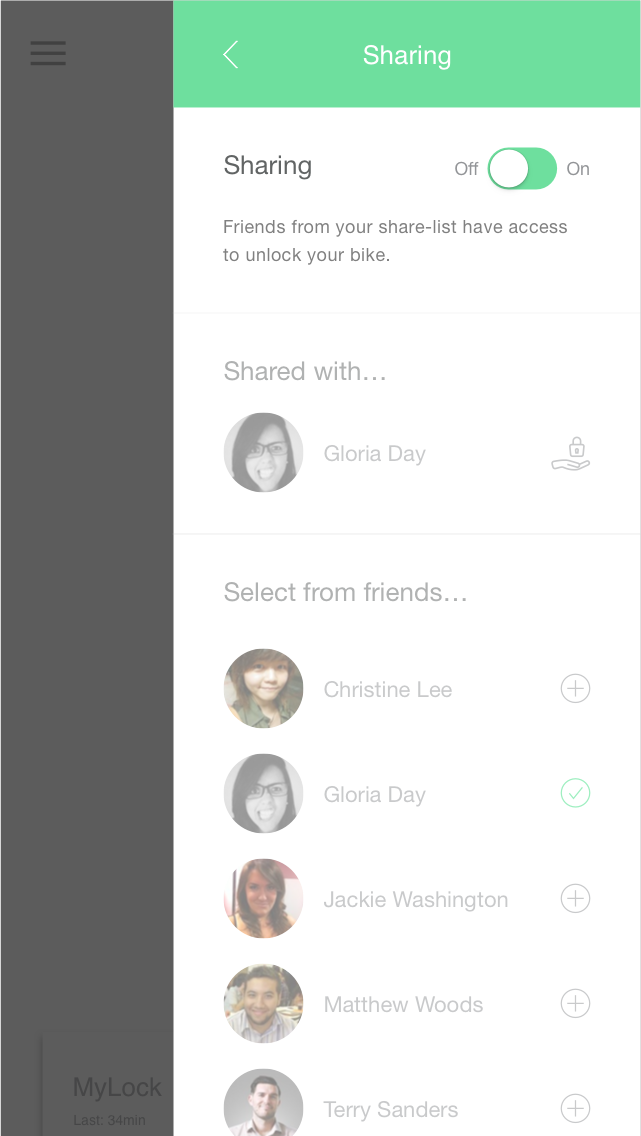 Sharing
Sharing
Off On
Friends from your share-list have access
to unlock your bike.
Shared with…
Gloria Day
Select from friends…
Christine Lee
Gloria Day
Jackie Washington
Matthew Woods
Terry Sanders
MyLock
Last: 34min